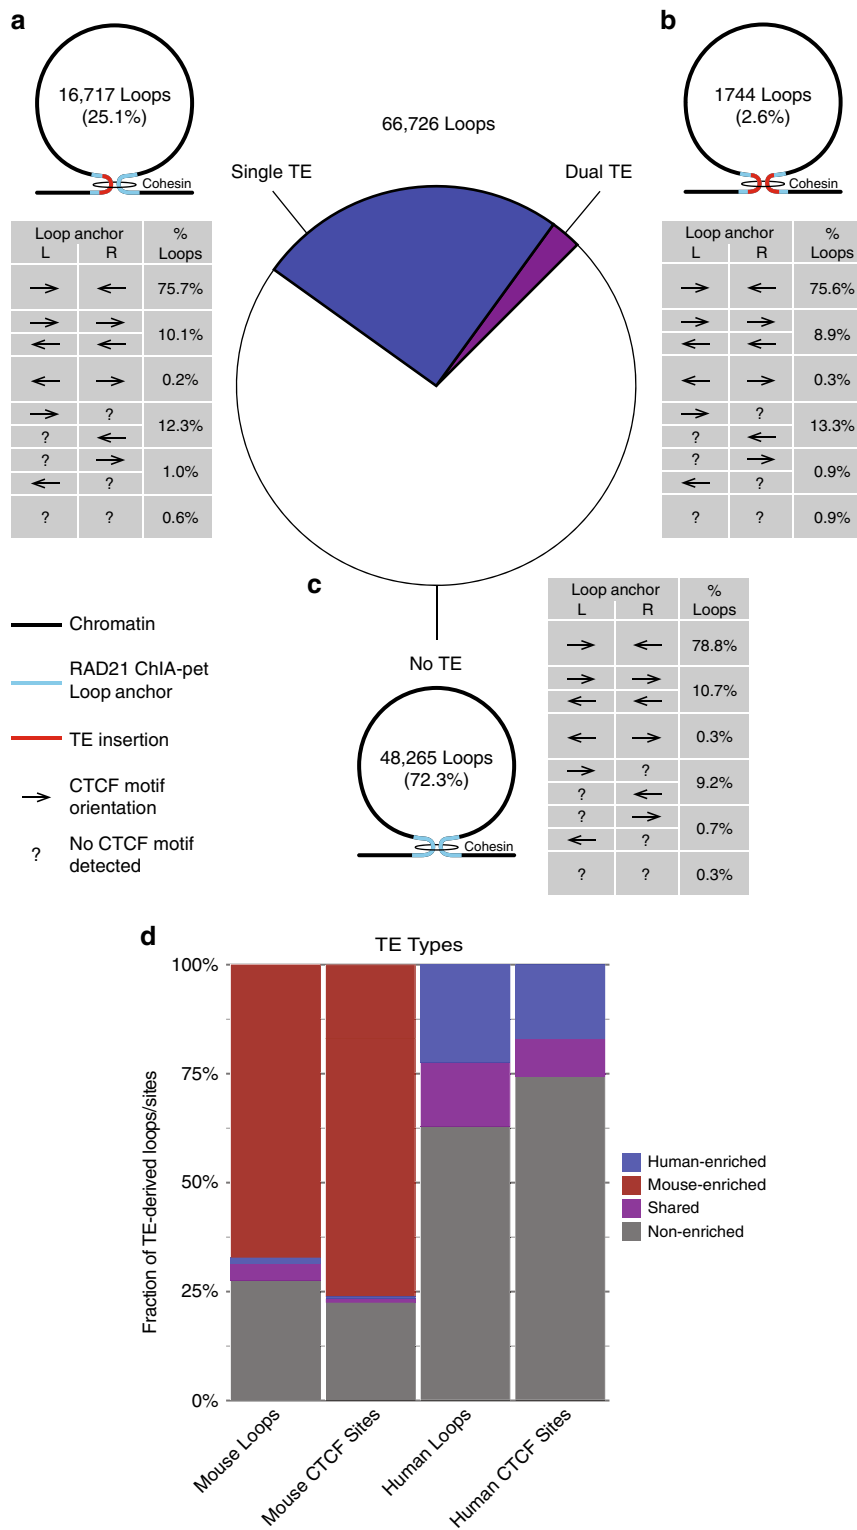 a
16,717 Loops
(25.1%)
Cohesin
66,726 Loops
Single TE
Dual TE
b
1744 Loops
(2.6%)
Cohesin
Loop anchor
%
L
R
Loops
→ ← 75.7%
→ →
← ←
10.1%
← → 0.2%
→ ?
? ←
12.3%
? →
← ?
1.0%
? ? 0.6%
Loop anchor
%
L
R
Loops
→ ← 75.6%
→ →
← ←
8.9%
← → 0.3%
→ ?
? ←
13.3%
? →
← ?
0.9%
? ? 0.9%
c
No TE
48,265 Loops
(72.3%)
Cohesin
Loop anchor
%
L
R
Loops
→ ← 78.8%
→ →
← ←
10.7%
← → 0.3%
→ ?
? ←
9.2%
? →
← ?
0.7%
? ? 0.3%
Chromatin
RAD21 ChIA-pet
Loop anchor
TE insertion
→ CTCF motif
orientation
? No CTCF motif
detected
d
TE Types
Fraction of TE-derived loops/sites
100%
75%
50%
25%
0%
Mouse Loops
Mouse CTCF Sites
Human Loops
Human CTCF Sites
Human-enriched
Mouse-enriched
Shared
Non-enriched